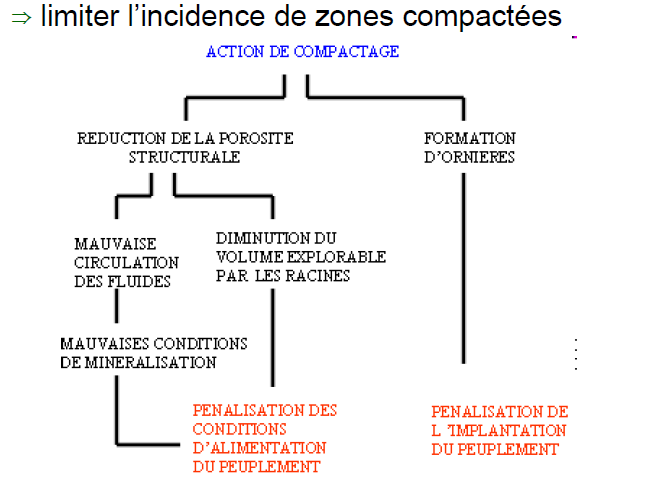 ⇒ limiter l'incidence de zones compactées
ACTION DE COMPACTAGE
REDUCTION DE LA POROSITE
STRUCTURALE
FORMATION
D'ORNIERES
MAUVAISE
CIRCULATION
DES FLUIDES
DIMINUTION DU
VOLUME EXPLORABLE
PAR LES RACINES
MAUVAISES CONDITIONS
DE MINERALISATION
PENALISATION DES
CONDITIONS
D'ALIMENTATION
DU PEUPLEMENT
PENALISATION DE
L 'IMPLANTATION
DU PEUPLEMENT